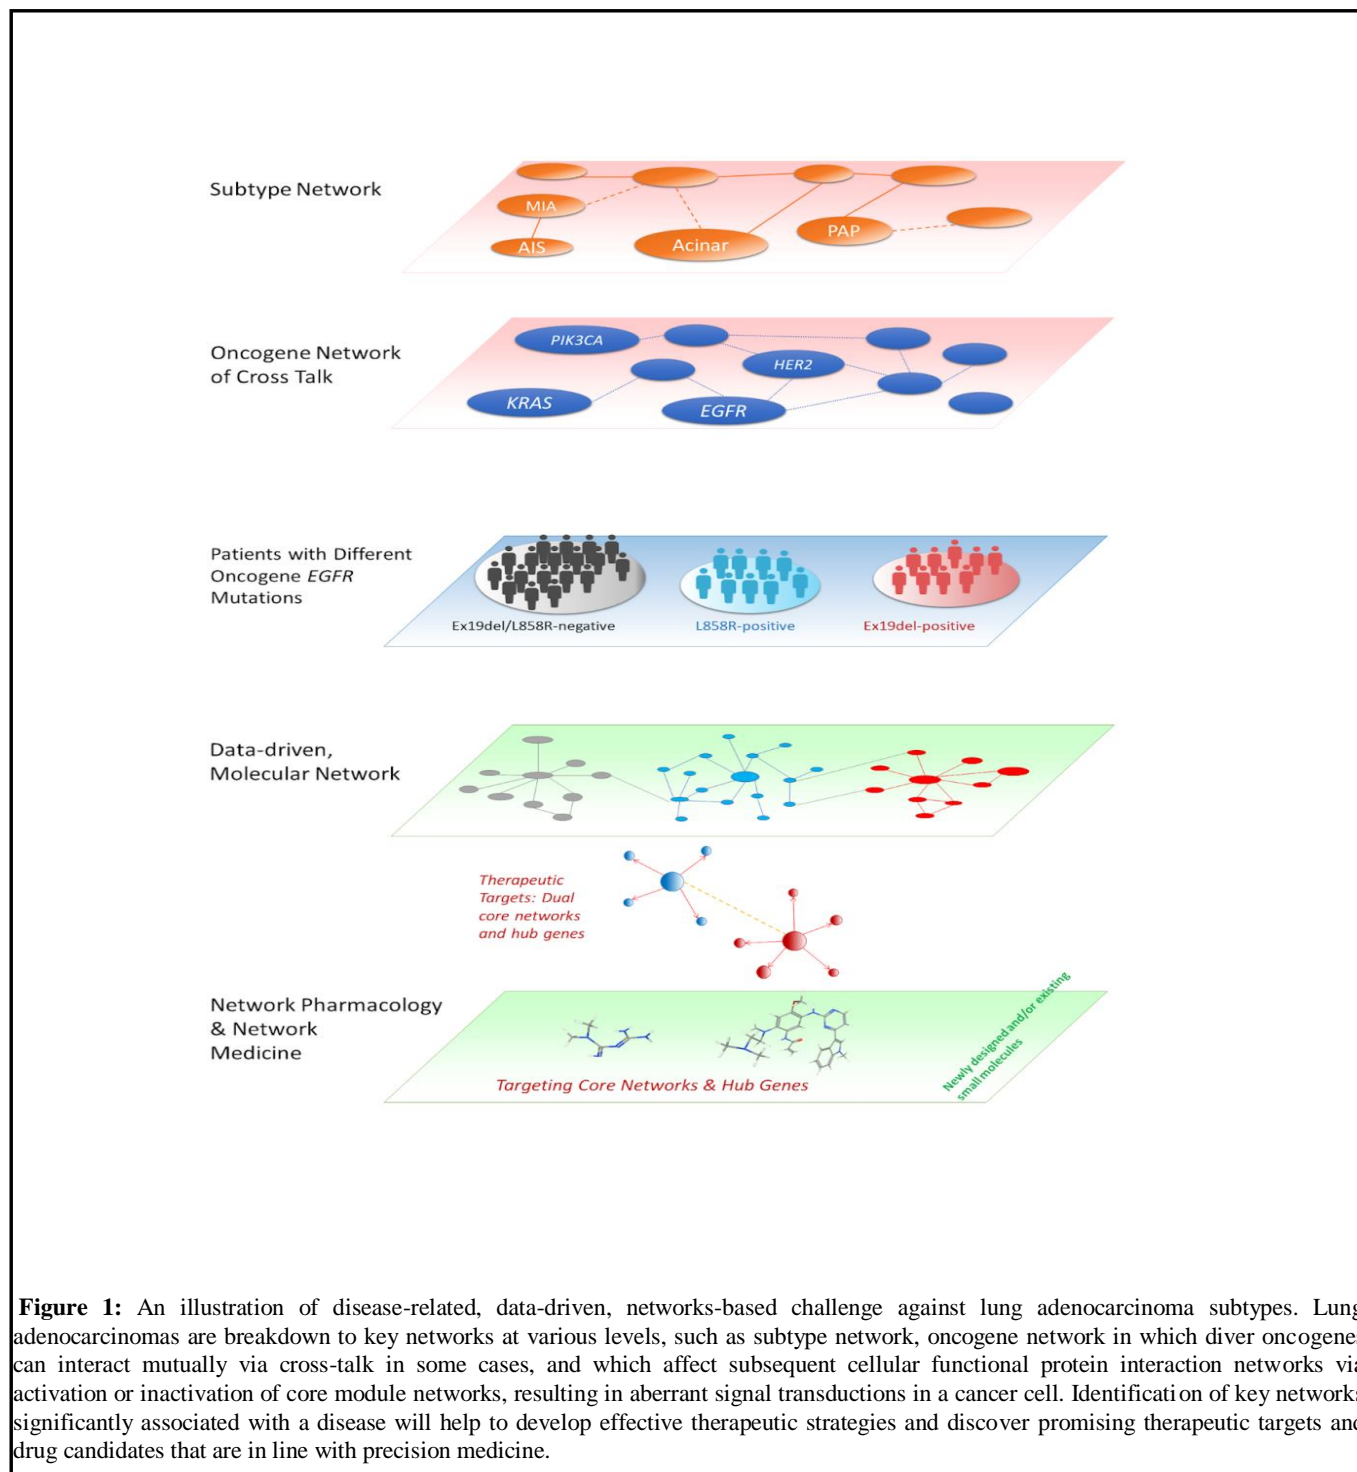 Subtype Network
MIA
AIS
Acinar
PAP
Oncogene Network
of Cross Talk
PIK3CA
HER2
KRAS
EGFR
Patients with Different
Oncogene EGFR
Mutations
Ex19del/L858R-negative
L858R-positive
Ex19del-positive
Data-driven,
Molecular Network
Therapeutic
Targets: Dual
core networks
and hub genes
Network Pharmacology
& Network
Medicine
Targeting Core Networks & Hub Genes
Newly designed and/or existing
small molecules
Figure 1: An illustration of disease-related, data-driven, networks-based challenge against lung adenocarcinoma subtypes. Lung
adenocarcinomas are breakdown to key networks at various levels, such as subtype network, oncogene network in which diver oncogene
can interact mutually via cross-talk in some cases, and which affect subsequent cellular functional protein interaction networks via
activation or inactivation of core module networks, resulting in aberrant signal transductions in a cancer cell. Identification of key networks
significantly associated with a disease will help to develop effective therapeutic strategies and discover promising therapeutic targets and
drug candidates that are in line with precision medicine.